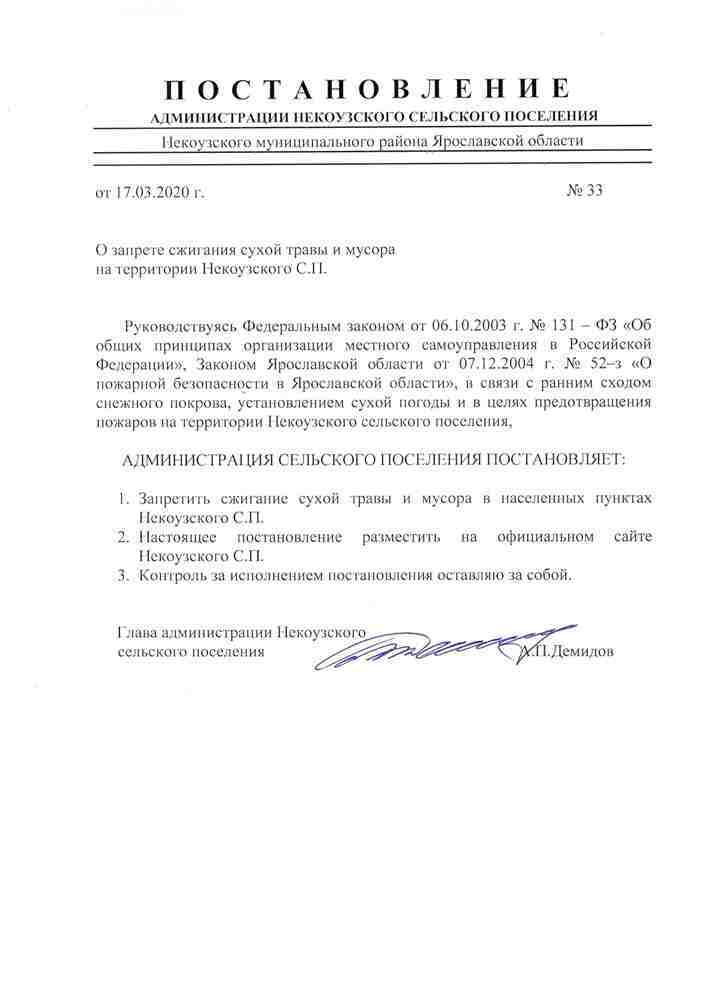 П О С Т А Н О В Л Е Н И Е
АДМИНИСТРАЦИИ НЕКОУЗСКОГО СЕЛЬСКОГО ПОСЕЛЕНИЯ
Некоузского муниципального района Ярославской области
от 17.03.2020 г. № 33
О запрете сжигания сухой травы и мусора
на территории Некоузского С.П.
Руководствуясь Федеральным законом от 06.10.2003 г. № 131 – ФЗ «Об
общих принципах организации местного самоуправления в Российской
Федерации», Законом Ярославской области от 07.12.2004 г. № 52–з «О
пожарной безопасности в Ярославской области», в связи с ранним сходом
снежного покрова, установлением сухой погоды и в целях предотвращения
пожаров на территории Некоузского сельского поселения,
АДМИНИСТРАЦИЯ СЕЛЬСКОГО ПОСЕЛЕНИЯ ПОСТАНОВЛЯЕТ:
1. Запретить сжигание сухой травы и мусора в населенных пунктах
Некоузского С.П.
2. Настоящее постановление разместить на официальном сайте
Некоузского С.П.
3. Контроль за исполнением постановления оставляю за собой.
Глава администрации Некоузского
сельского поселения А.П.Демидов